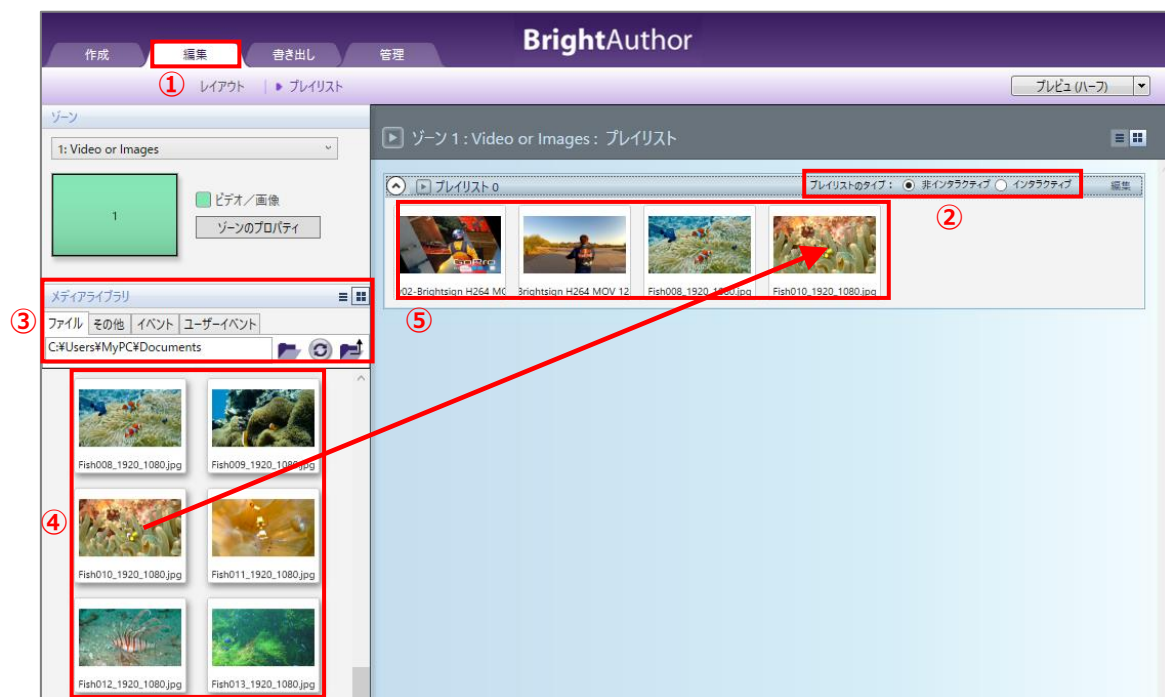 BrightAuthor
作成 編集 書き出し 管理
① レイアウト | プレイリスト プレビュ (ハーフ)
ゾーン
1: Video or Images
1
ビデオ／画像
ゾーンのプロパティ
ゾーン 1 : Video or Images : プレイリスト
プレイリスト 0 プレイリストのタイプ : 非インタラクティブ インタラクティブ 編集
②
GoPro
02-Brightsign H264 MO
Brightsign H264 MOV 12
Fish008_1920_1080.jpg
Fish010_1920_1080.jpg
⑤
メディアライブラリ
③
ファイル その他 イベント ユーザーイベント
C:¥Users¥MyPC¥Documents
④
Fish008_1920_1080.jpg Fish009_1920_1080.jpg
Fish010_1920_1080.jpg Fish011_1920_1080.jpg
Fish012_1920_1080.jpg Fish013_1920_1080.jpg